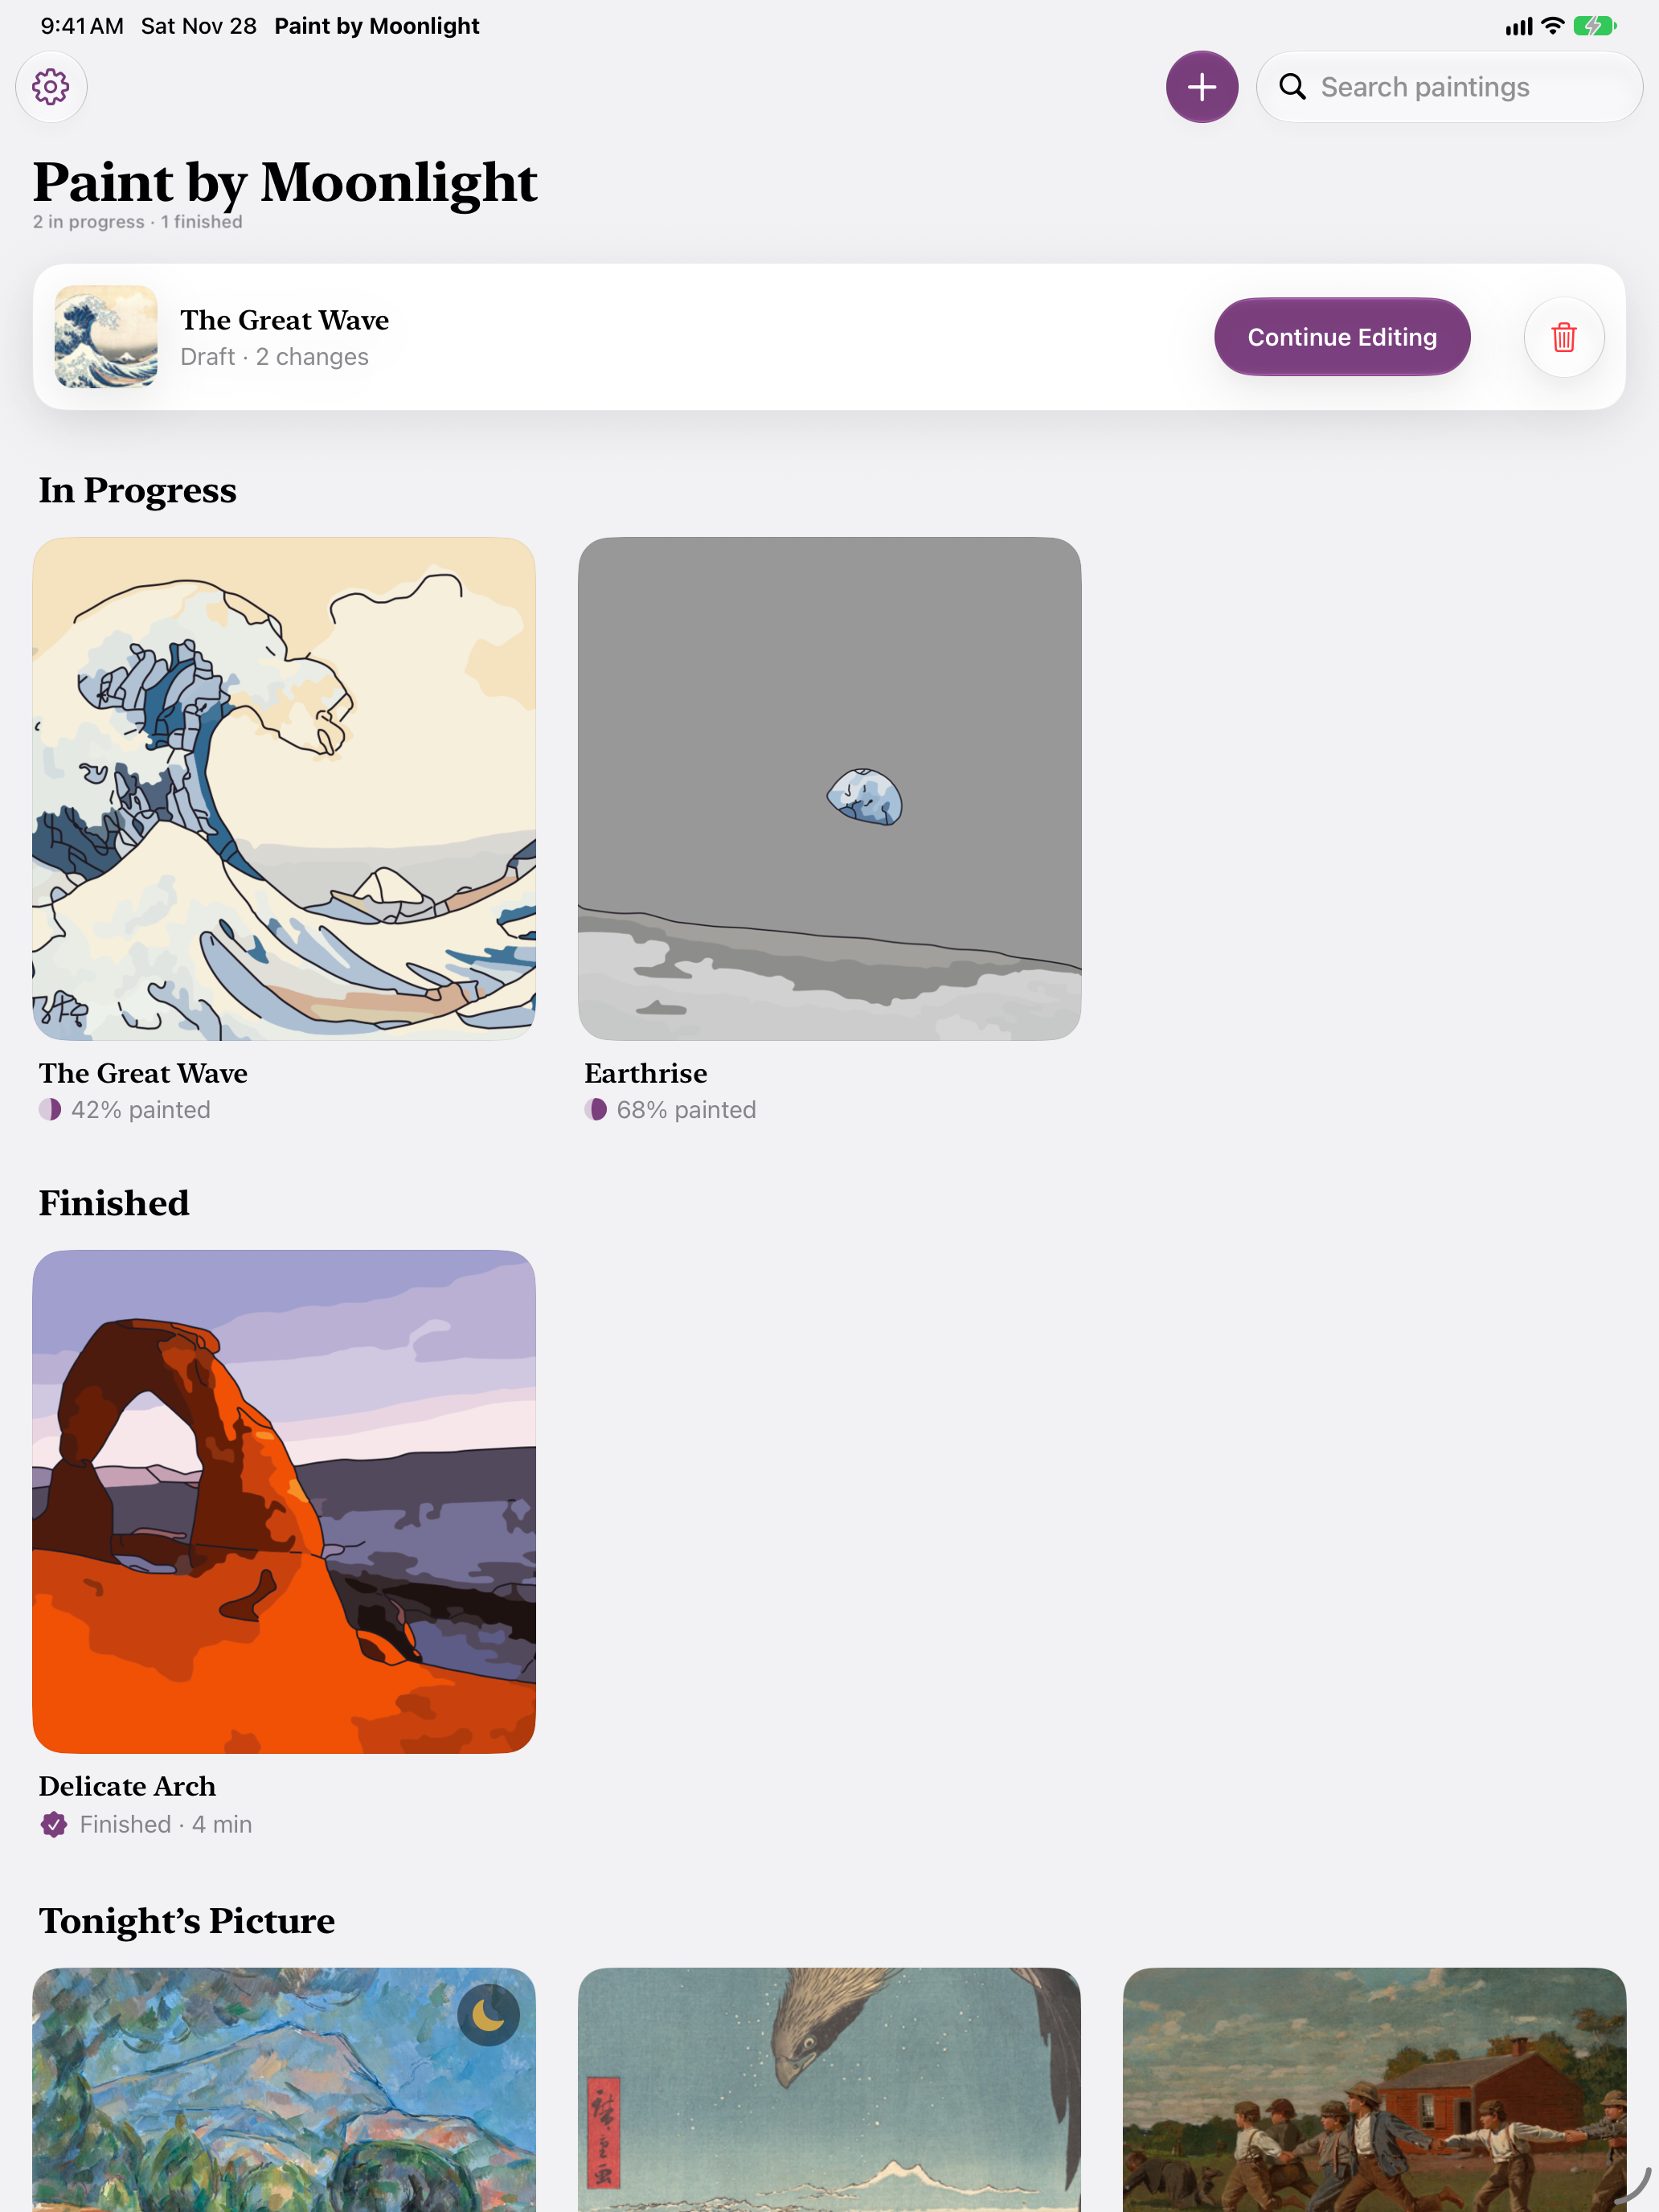 9:41 AM Sat Nov 28 Paint by Moonlight
Search paintings
Paint by Moonlight
2 in progress · 1 finished
The Great Wave
Draft · 2 changes
Continue Editing
In Progress
The Great Wave
42% painted
Earthrise
68% painted
Finished
Delicate Arch
Finished · 4 min
Tonight’s Picture